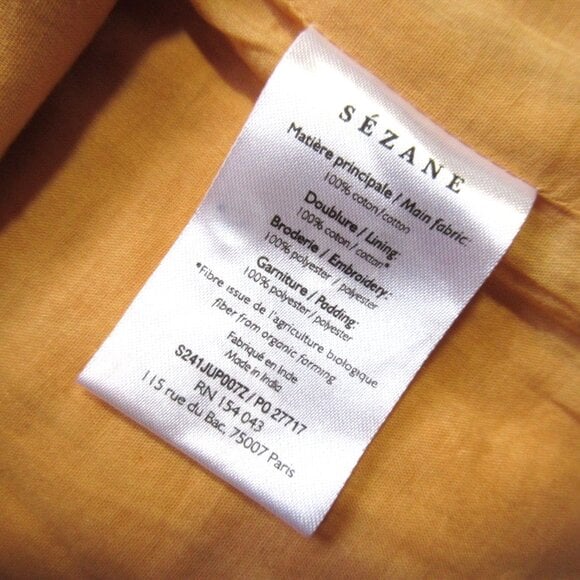 SÉZANE
Matière principale / Main fabric:
100% coton/cotton
Doublure / Lining:
100% coton/cotton*
Broderie / Embroidery:
100% polyester / polyester
Garniture / Padding:
100% polyester / polyester
*Fibre issue de l'agriculture biologique
fiber from organic forming
Fabriqué en Inde
Made in India
S241JUP007Z / PO 27717
RN 154 043
115 rue du Bac, 75007 Paris